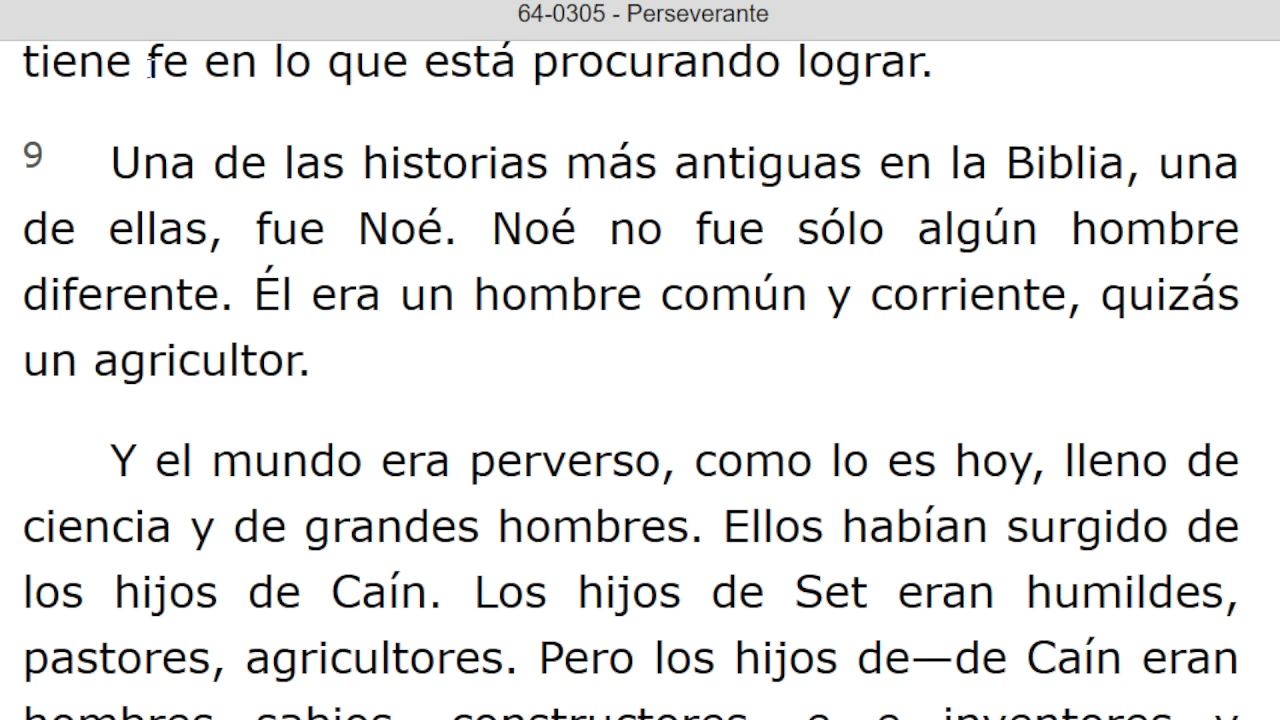 64-0305 - Perseverante
tiene fe en lo que está procurando lograr.
9 Una de las historias más antiguas en la Biblia, una
de ellas, fue Noé. Noé no fue sólo algún hombre
diferente. Él era un hombre común y corriente, quizás
un agricultor.
Y el mundo era perverso, como lo es hoy, lleno de
ciencia y de grandes hombres. Ellos habían surgido de
los hijos de Caín. Los hijos de Set eran humildes,
pastores, agricultores. Pero los hijos de—de Caín eran
hombres sabios, constructores, e—e inventores y